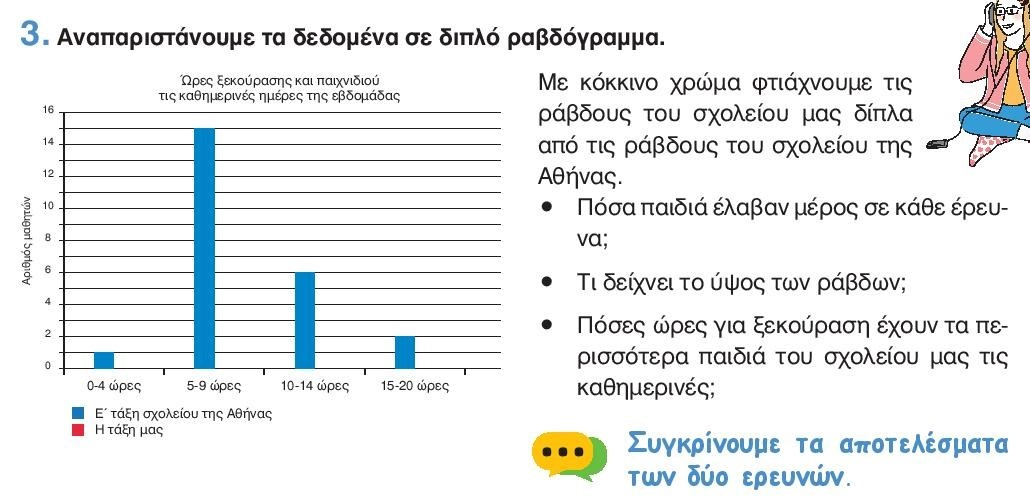 3. Αναπαριστάνουμε τα δεδομένα σε διπλό ραβδόγραμμα.
Ώρες ξεκούρασης και παιχνιδιού
τις καθημερινές ημέρες της εβδομάδας
Αριθμός μαθητών
16
14
12
10
8
6
4
2
0
0-4 ώρες 5-9 ώρες 10-14 ώρες 15-20 ώρες
Ε΄ τάξη σχολείου της Αθήνας
Η τάξη μας
Με κόκκινο χρώμα φτιάχνουμε τις
ράβδους του σχολείου μας δίπλα
από τις ράβδους του σχολείου της
Αθήνας.
• Πόσα παιδιά έλαβαν μέρος σε κάθε έρευ-
να;
• Τι δείχνει το ύψος των ράβδων;
• Πόσες ώρες για ξεκούραση έχουν τα πε-
ρισσότερα παιδιά του σχολείου μας τις
καθημερινές;
Συγκρίνουμε τα αποτελέσματα
των δύο ερευνών.